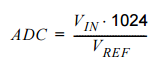 ADC = V_IN · 1024 / V_REF